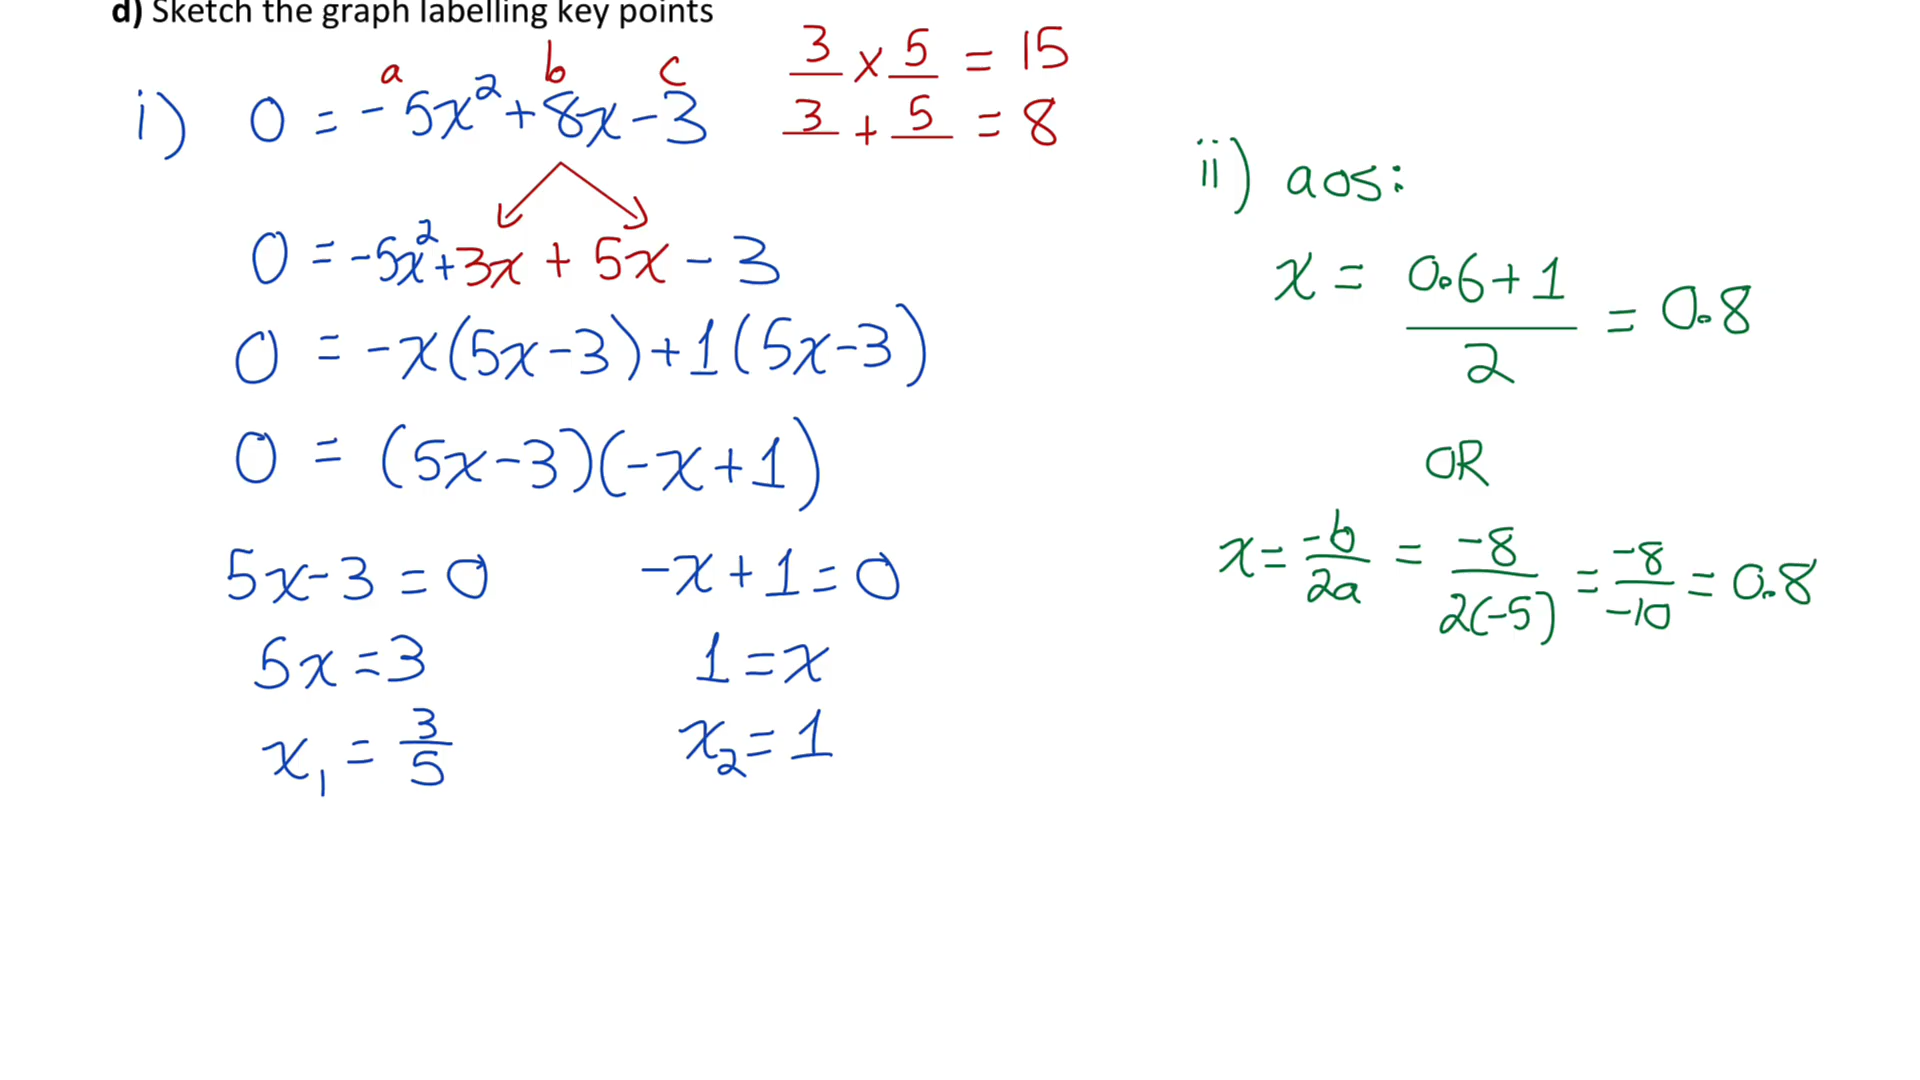 d) Sketch the graph labelling key points
a b c
i) 0 = -5x² + 8x - 3
3 × 5 = 15
3 + 5 = 8
0 = -5x² + 3x + 5x - 3
0 = -x(5x-3) + 1(5x-3)
0 = (5x-3)(-x+1)
5x-3 = 0
5x = 3
x₁ = 3/5
-x+1 = 0
1 = x
x₂ = 1
ii) aos:
x = (0.6+1)/2 = 0.8
OR
x = -b/2a = -8/2(-5) = -8/-10 = 0.8